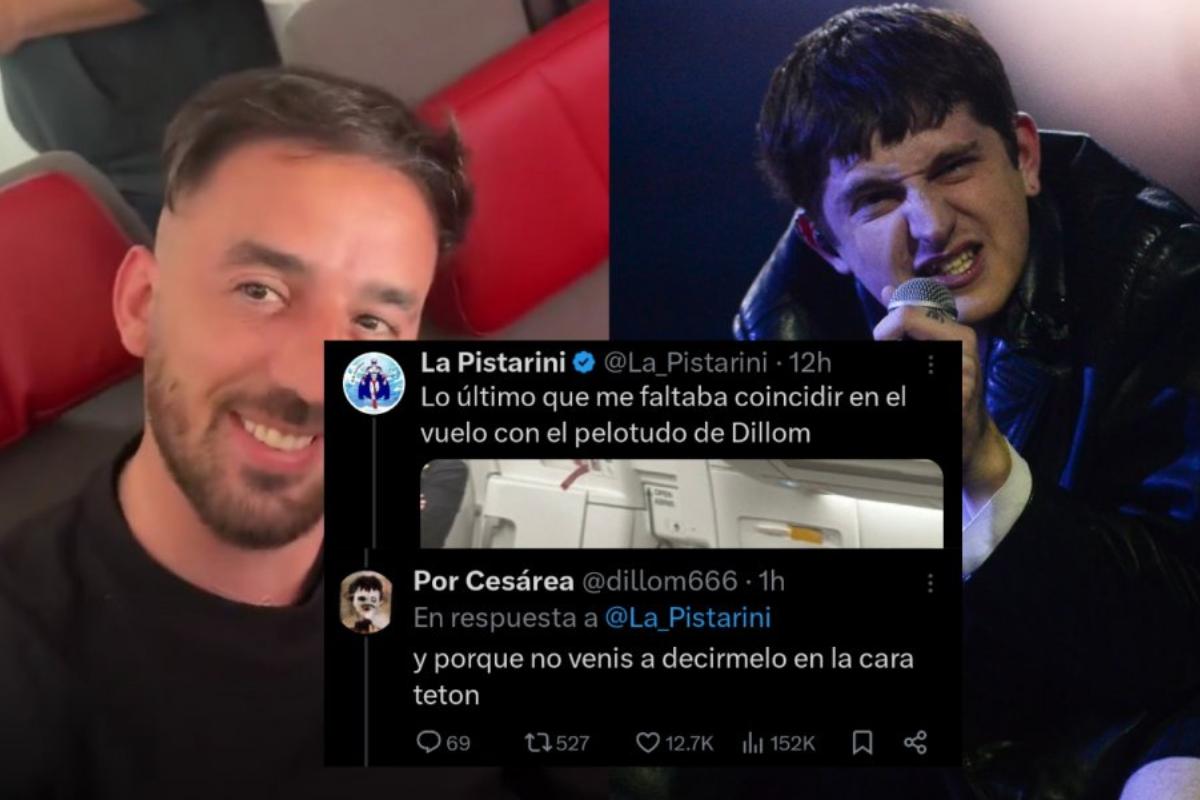 La Pistarini @La_Pistarini · 12h
Lo último que me faltaba coincidir en el
vuelo con el pelotudo de Dillom
Por Cesárea @dillom666 · 1h
En respuesta a @La_Pistarini
y porque no venis a decirmelo en la cara
teton
69 527 12.7K 152K